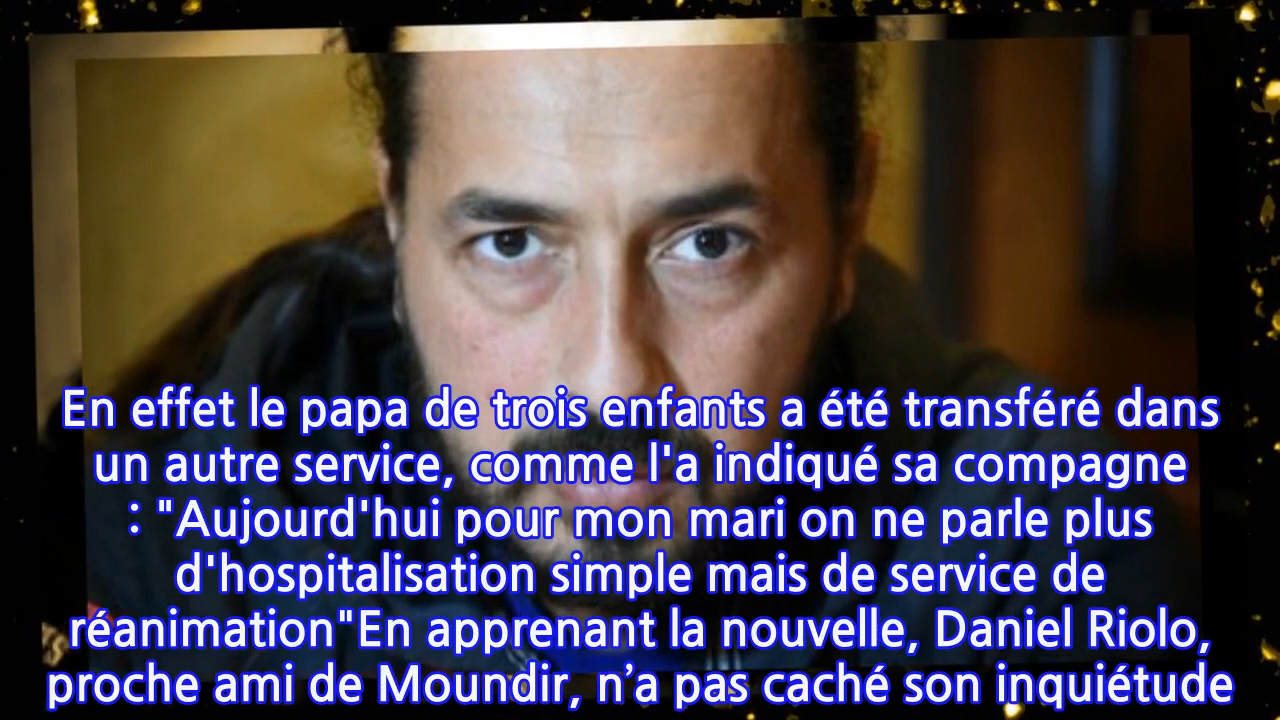 En effet le papa de trois enfants a été transféré dans
un autre service, comme l'a indiqué sa compagne
: "Aujourd'hui pour mon mari on ne parle plus
d'hospitalisation simple mais de service de
réanimation"En apprenant la nouvelle, Daniel Riolo,
proche ami de Moundir, n’a pas caché son inquiétude